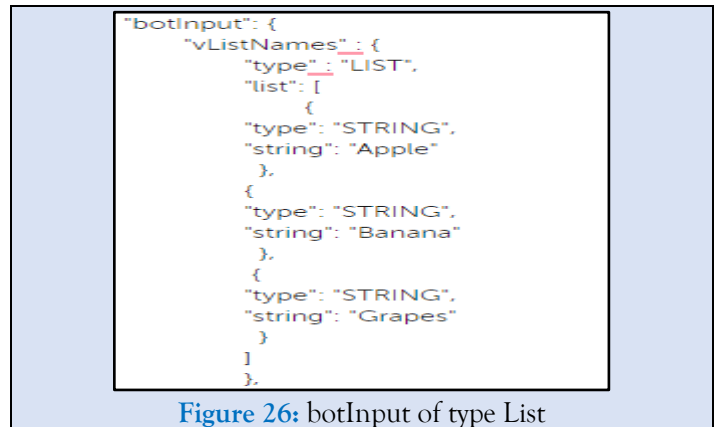 "botInput": {
"vListNames" : {
"type" : "LIST",
"list": [
{
"type": "STRING",
"string": "Apple"
},
{
"type": "STRING",
"string": "Banana"
},
{
"type": "STRING",
"string": "Grapes"
}
]
},
Figure 26: botInput of type List